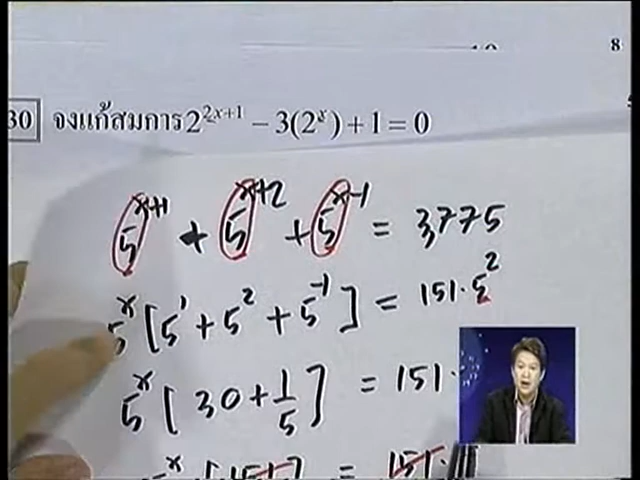 8
30 จงแก้สมการ 2^{2x+1} − 3(2^x) + 1 = 0
5^{x+1} + 5^{x+2} + 5^{x-1} = 3,775
5^x [5^1 + 5^2 + 5^{-1}] = 151·5^2
5^x [30 + 1/5] = 151·